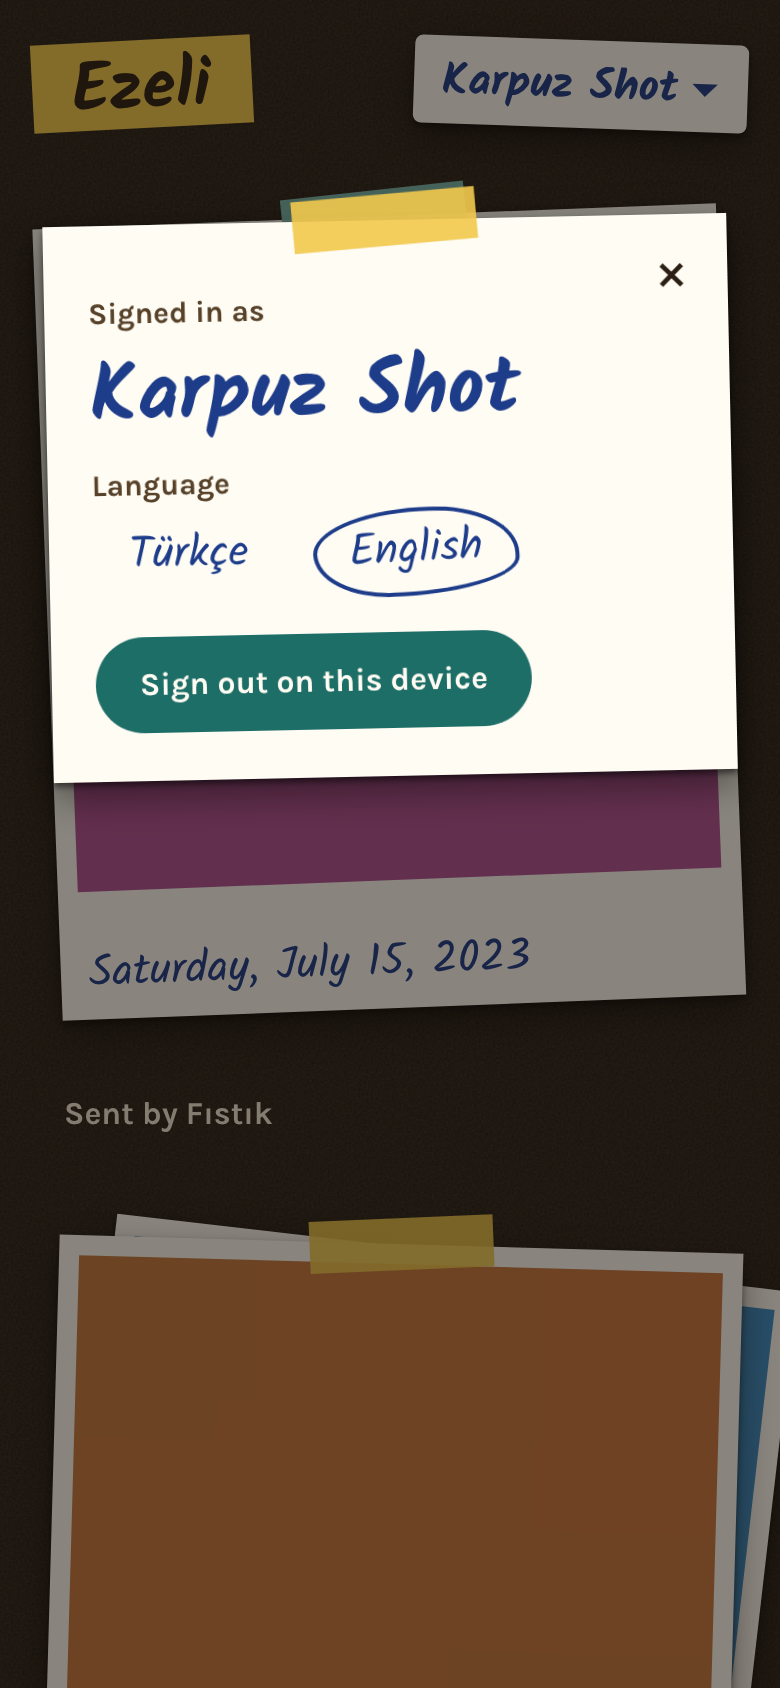 Ezeli
Karpuz Shot
Signed in as
Karpuz Shot
Language
Türkçe English
Sign out on this device
Saturday, July 15, 2023
Sent by Fıstık